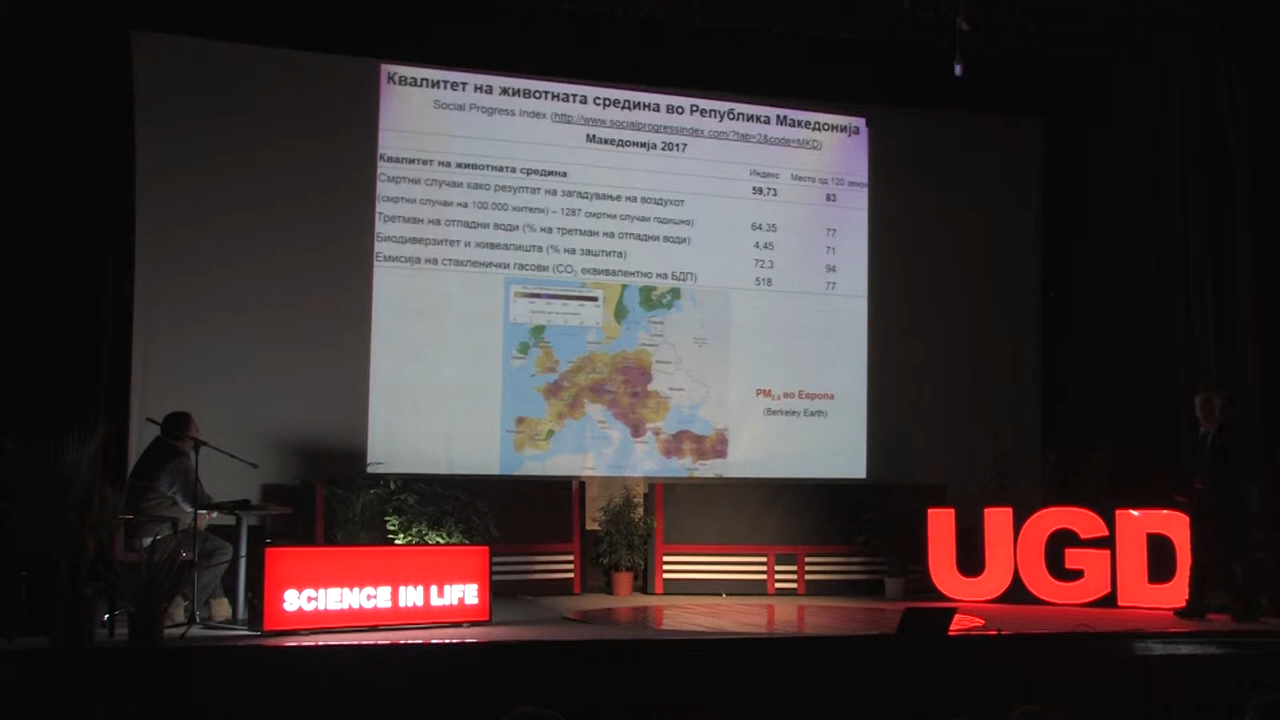 Квалитет на животната средина во Република Македонија
Social Progress Index (http://www.socialprogressindex.com/?tab=2&code=MKD)
Македонија 2017
Квалитет на животната средина Индекс Место од 120 земји
59,73 83
Смртни случаи како резултат на загадување на воздухот
(смртни случаи на 100.000 жители) – 1287 смртни случаи годишно) 64,35 77
Третман на отпадни води (% на третман на отпадни води) 4,45 71
Биодиверзитет и живеалишта (% на заштита) 72,3 94
Емисија на стакленички гасови (CO2 еквивалентно на БДП) 518 77
PM2.5 во Европа
(Berkeley Earth)
SCIENCE IN LIFE
UGD